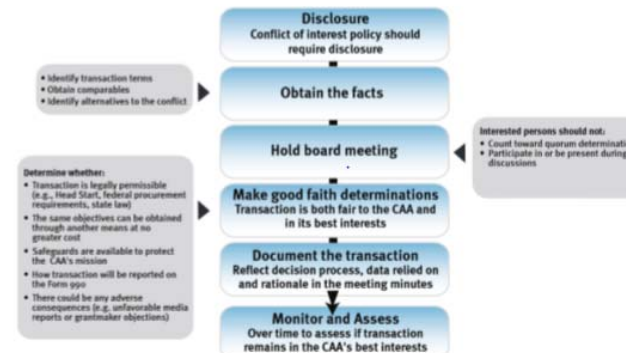 Disclosure
Conflict of interest policy should
require disclosure
• Identify transaction terms
• Obtain comparables
• Identify alternatives to the conflict
Obtain the facts
Hold board meeting
Interested persons should not:
• Count toward quorum determinati
• Participate in or be present during
discussions
Determine whether:
• Transaction is legally permissible
(e.g., Head Start, federal procurement
requirements, state law)
• The same objectives can be obtained
through another means at no
greater cost
• Safeguards are available to protect
the CAA's mission
• How transaction will be reported on
the Form 990
• There could be any adverse
consequences (e.g. unfavorable media
reports or grantmaker objections)
Make good faith determinations
Transaction is both fair to the CAA and
in its best interests
Document the transaction
Reflect decision process, data relied on
and rationale in the meeting minutes
Monitor and Assess
Over time to assess if transaction
remains in the CAA's best interests